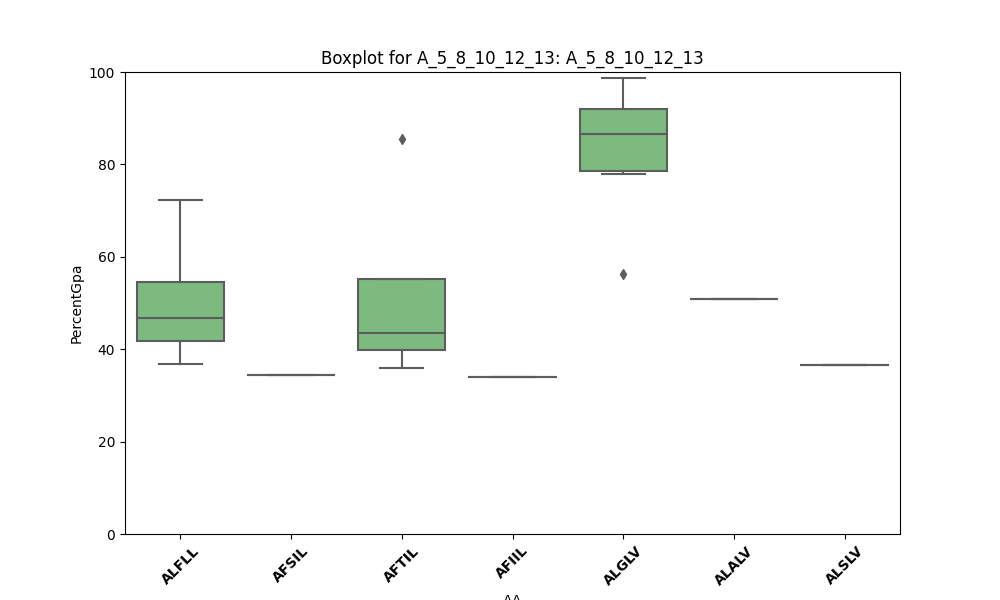 Boxplot for A_5_8_10_12_13: A_5_8_10_12_13
100
80
60
40
20
0
PercentGpa
ALFLL
AFSIL
AFTIL
AFIIL
ALGLV
ALALV
ALSLV